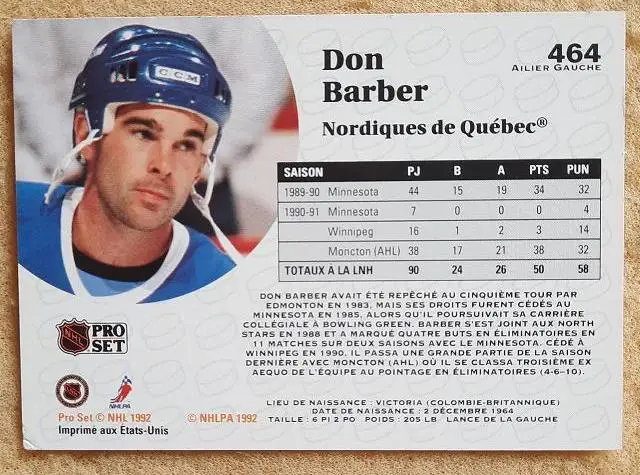 CCM
Don
Barber
Nordiques de Québec®
464
AILIER GAUCHE
SAISON PJ B A PTS PUN
1989-90 Minnesota 44 15 19 34 32
1990-91 Minnesota 7 0 0 0 4
Winnipeg 16 1 2 3 14
Moncton (AHL) 38 17 21 38 32
TOTAUX À LA LNH 90 24 26 50 58
DON BARBER AVAIT ÉTÉ REPÊCHÉ AU CINQUIÈME TOUR PAR
EDMONTON EN 1983, MAIS SES DROITS FURENT CÉDÉS AU
MINNESOTA EN 1985, ALORS QU'IL POURSUIVAIT SA CARRIÈRE
COLLÉGIALE À BOWLING GREEN. BARBER S'EST JOINT AUX NORTH
STARS EN 1988 ET A MARQUÉ QUATRE BUTS EN ÉLIMINATOIRES EN
11 MATCHES SUR DEUX SAISONS AVEC LE MINNESOTA. CÉDÉ À
WINNIPEG EN 1990, IL PASSA UNE GRANDE PARTIE DE LA SAISON
DERNIÈRE AVEC MONCTON (AHL) OÙ IL SE CLASSA TROISIÈME EX
AEQUO DE L'ÉQUIPE AU POINTAGE EN ÉLIMINATOIRES (4-6-10).
NHL PRO
SET
NHL NHLPA
LIEU DE NAISSANCE : VICTORIA (COLOMBIE-BRITANNIQUE)
DATE DE NAISSANCE : 2 DÉCEMBRE 1964
TAILLE : 6 PI 2 PO POIDS : 205 LB LANCE DE LA GAUCHE
Pro Set © NHL 1992 © NHLPA 1992
Imprimé aux États-Unis